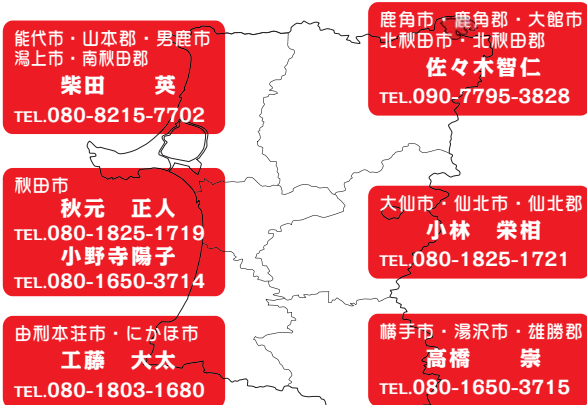 能代市・山本郡・男鹿市
潟上市・南秋田郡
柴田　英
TEL.080-8215-7702
鹿角市・鹿角郡・大館市
北秋田市・北秋田郡
佐々木智仁
TEL.090-7795-3828
秋田市
秋元　正人
TEL.080-1825-1719
小野寺陽子
TEL.080-1650-3714
大仙市・仙北市・仙北郡
小林　栄相
TEL.080-1825-1721
由利本荘市・にかほ市
工藤　大太
TEL.080-1803-1680
横手市・湯沢市・雄勝郡
高橋　崇
TEL.080-1650-3715